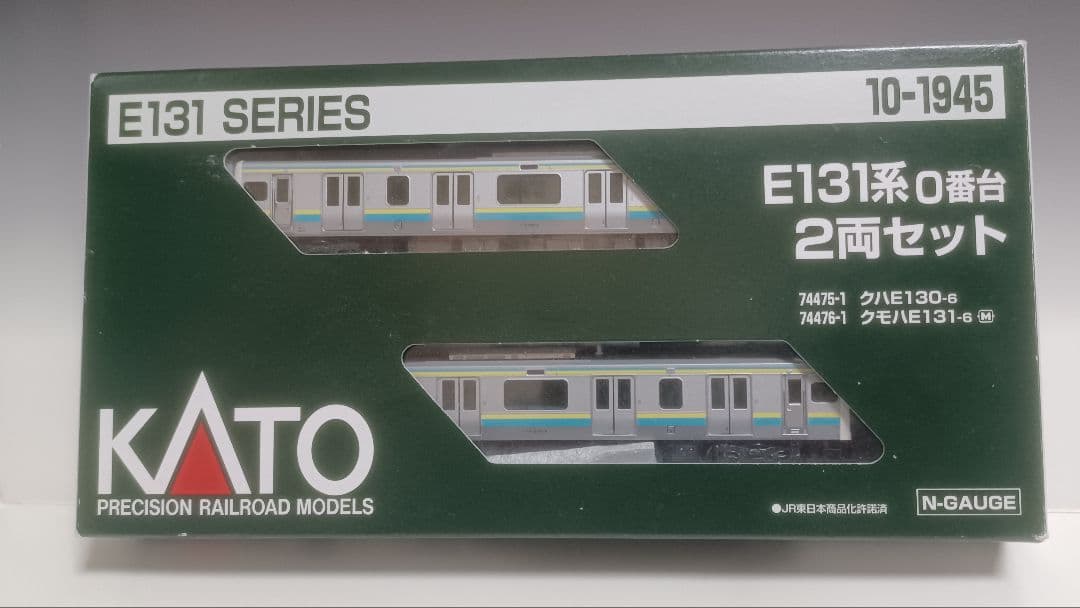 E131 SERIES
10-1945
E131系0番台
2両セット
74475-1 クハE130-6
74476-1 クモハE131-6 M
KATO
PRECISION RAILROAD MODELS
●JR東日本商品化許諾済
N-GAUGE